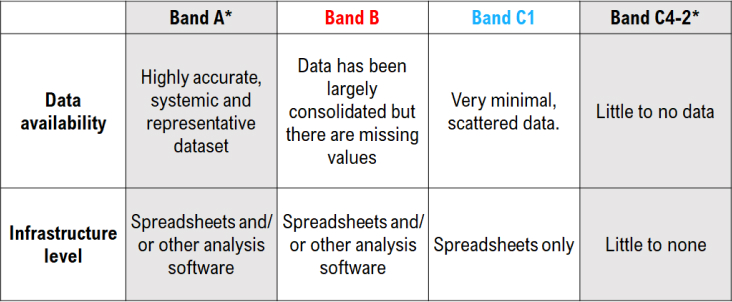 Band A*
Band B
Band C1
Band C4-2*
Data
availability
Highly accurate,
systemic and
representative
dataset
Data has been
largely
consolidated but
there are missing
values
Very minimal,
scattered data.
Little to no data
Infrastructure
level
Spreadsheets and/
or other analysis
software
Spreadsheets and/
or other analysis
software
Spreadsheets only
Little to none